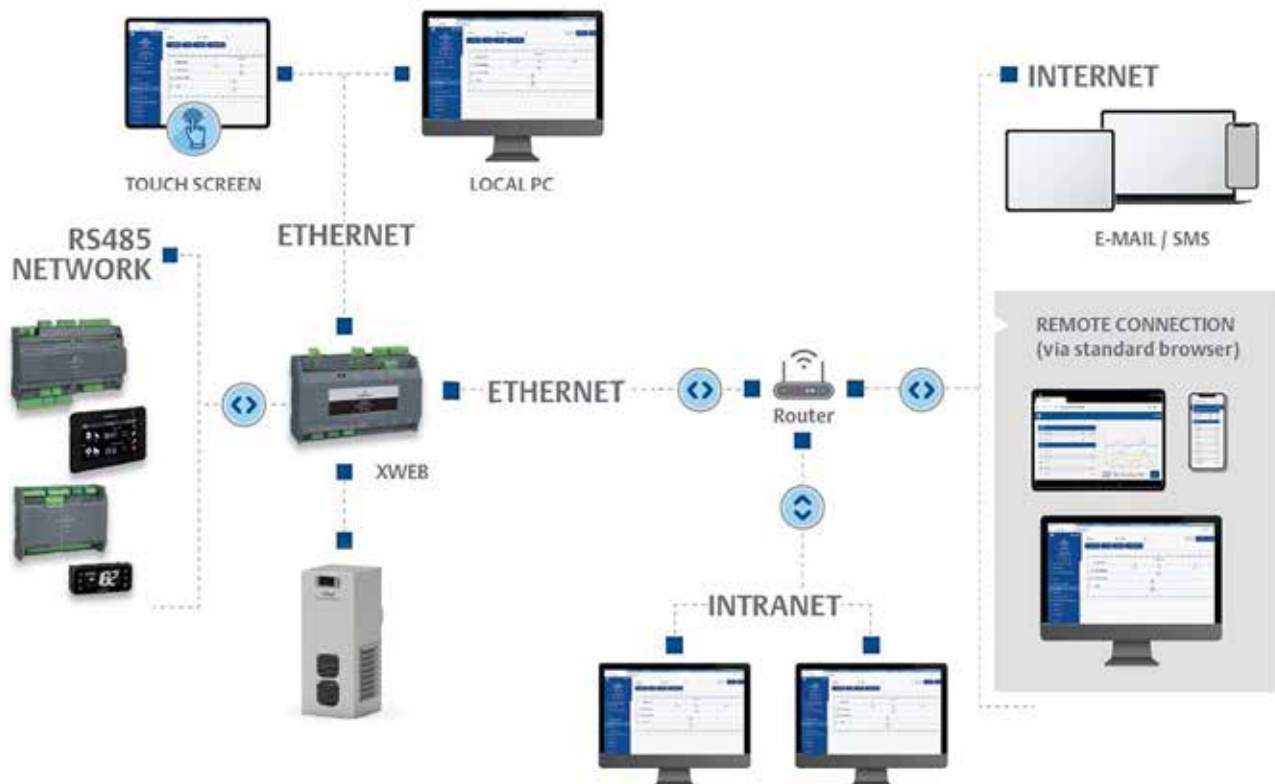 INTERNET
TOUCH SCREEN
LOCAL PC
E-MAIL / SMS
RS485
NETWORK
ETHERNET
REMOTE CONNECTION
(via standard browser)
ETHERNET
Router
XWEB
INTRANET